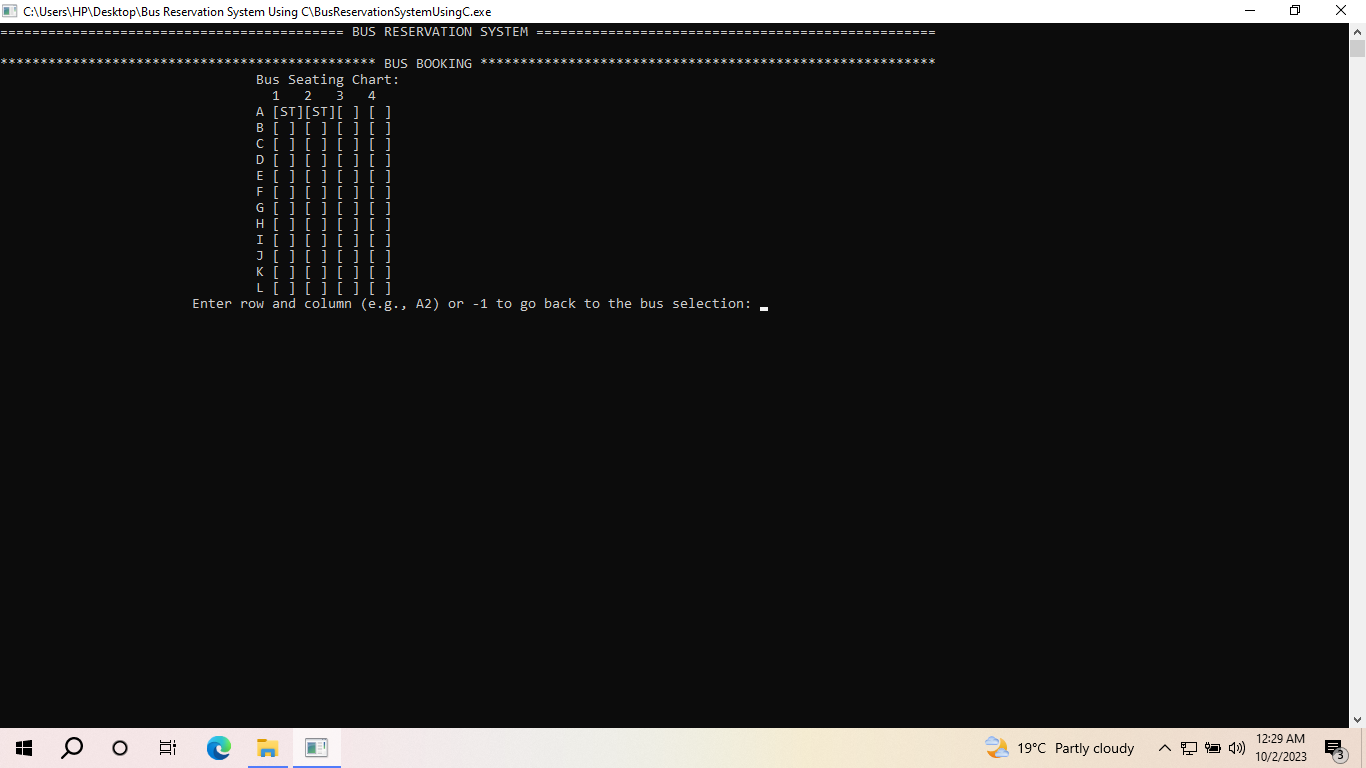 C:\Users\HP\Desktop\Bus Reservation System Using C\BusReservationSystemUsingC.exe
=========================================== BUS RESERVATION SYSTEM ==================================================
*********************************************** BUS BOOKING *********************************************************
Bus Seating Chart:
1 2 3 4
A [ST][ST][ ] [ ]
B [ ] [ ] [ ] [ ]
C [ ] [ ] [ ] [ ]
D [ ] [ ] [ ] [ ]
E [ ] [ ] [ ] [ ]
F [ ] [ ] [ ] [ ]
G [ ] [ ] [ ] [ ]
H [ ] [ ] [ ] [ ]
I [ ] [ ] [ ] [ ]
J [ ] [ ] [ ] [ ]
K [ ] [ ] [ ] [ ]
L [ ] [ ] [ ] [ ]
Enter row and column (e.g., A2) or -1 to go back to the bus selection:
19°C Partly cloudy
12:29 AM
10/2/2023
3